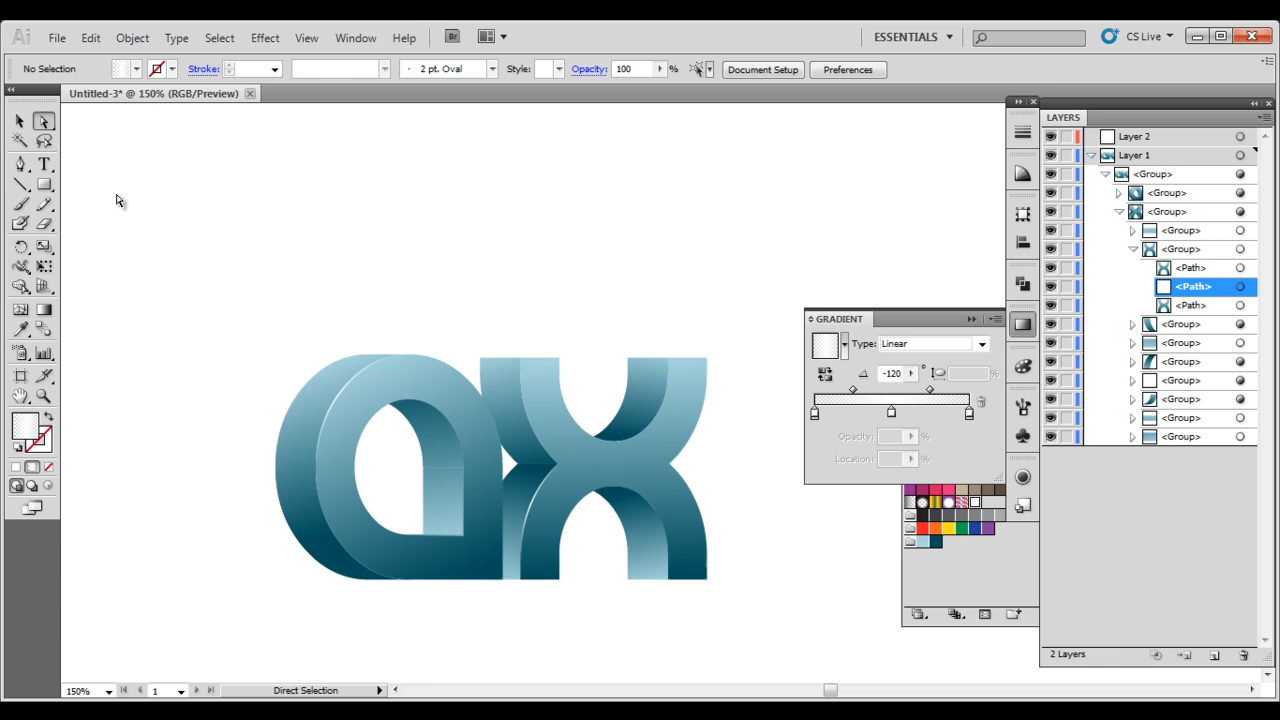 Ai File Edit Object Type Select Effect View Window Help Br ESSENTIALS CS Live
No Selection Stroke: 2 pt. Oval Style: Opacity: 100 % Document Setup Preferences
Untitled-3* @ 150% (RGB/Preview)
LAYERS
Layer 2
Layer 1
<Group>
<Group>
<Group>
<Group>
<Group>
<Path>
<Path>
<Path>
<Group>
<Group>
<Group>
<Group>
<Group>
<Group>
<Group>
2 Layers
GRADIENT
Type: Linear
-120 ° %
Opacity: %
Location: %
ax
150% 1 Direct Selection